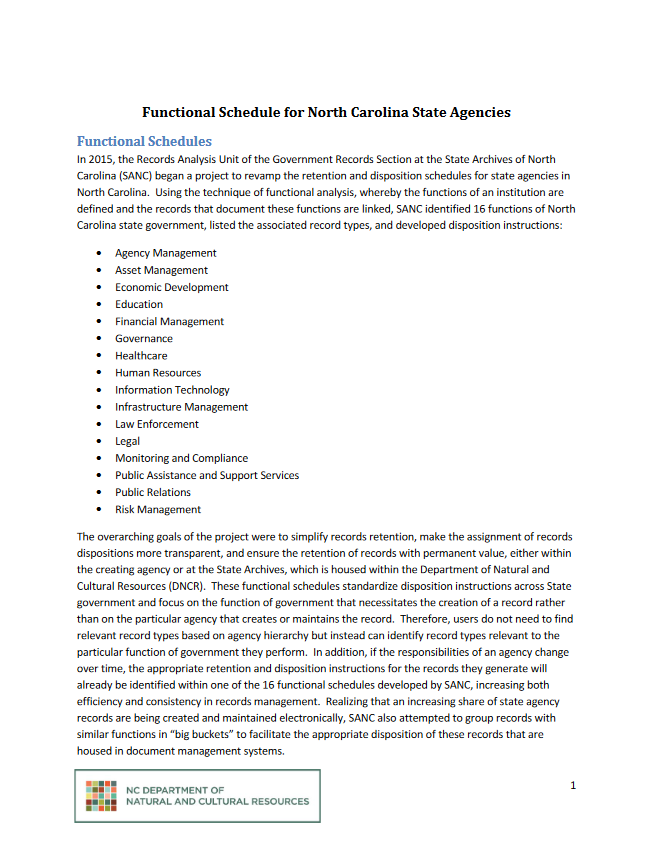 Functional Schedule for North Carolina State Agencies
Functional Schedules
In 2015, the Records Analysis Unit of the Government Records Section at the State Archives of North
Carolina (SANC) began a project to revamp the retention and disposition schedules for state agencies in
North Carolina.  Using the technique of functional analysis, whereby the functions of an institution are
defined and the records that document these functions are linked, SANC identified 16 functions of North
Carolina state government, listed the associated record types, and developed disposition instructions:
• Agency Management
• Asset Management
• Economic Development
• Education
• Financial Management
• Governance
• Healthcare
• Human Resources
• Information Technology
• Infrastructure Management
• Law Enforcement
• Legal
• Monitoring and Compliance
• Public Assistance and Support Services
• Public Relations
• Risk Management
The overarching goals of the project were to simplify records retention, make the assignment of records
dispositions more transparent, and ensure the retention of records with permanent value, either within
the creating agency or at the State Archives, which is housed within the Department of Natural and
Cultural Resources (DNCR).  These functional schedules standardize disposition instructions across State
government and focus on the function of government that necessitates the creation of a record rather
than on the particular agency that creates or maintains the record.  Therefore, users do not need to find
relevant record types based on agency hierarchy but instead can identify record types relevant to the
particular function of government they perform.  In addition, if the responsibilities of an agency change
over time, the appropriate retention and disposition instructions for the records they generate will
already be identified within one of the 16 functional schedules developed by SANC, increasing both
efficiency and consistency in records management.  Realizing that an increasing share of state agency
records are being created and maintained electronically, SANC also attempted to group records with
similar functions in “big buckets” to facilitate the appropriate disposition of these records that are
housed in document management systems.
NC DEPARTMENT OF
NATURAL AND CULTURAL RESOURCES
1